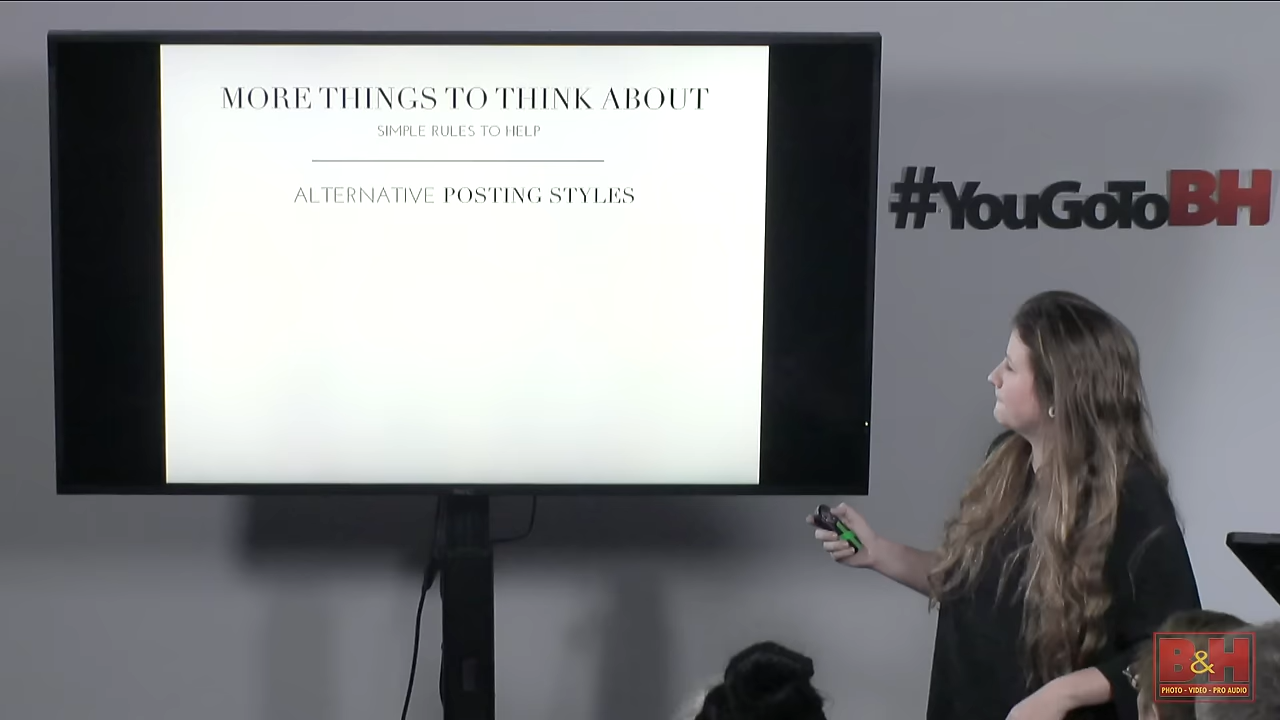 MORE THINGS TO THINK ABOUT
SIMPLE RULES TO HELP
ALTERNATIVE POSTING STYLES
#YouGoToBH
B&H
PHOTO - VIDEO - PRO AUDIO